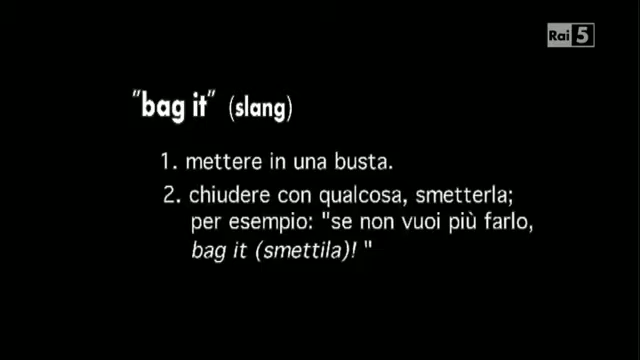 Rai 5
"bag it" (slang)
1. mettere in una busta.
2. chiudere con qualcosa, smetterla;
per esempio: "se non vuoi più farlo,
bag it (smettila)! "